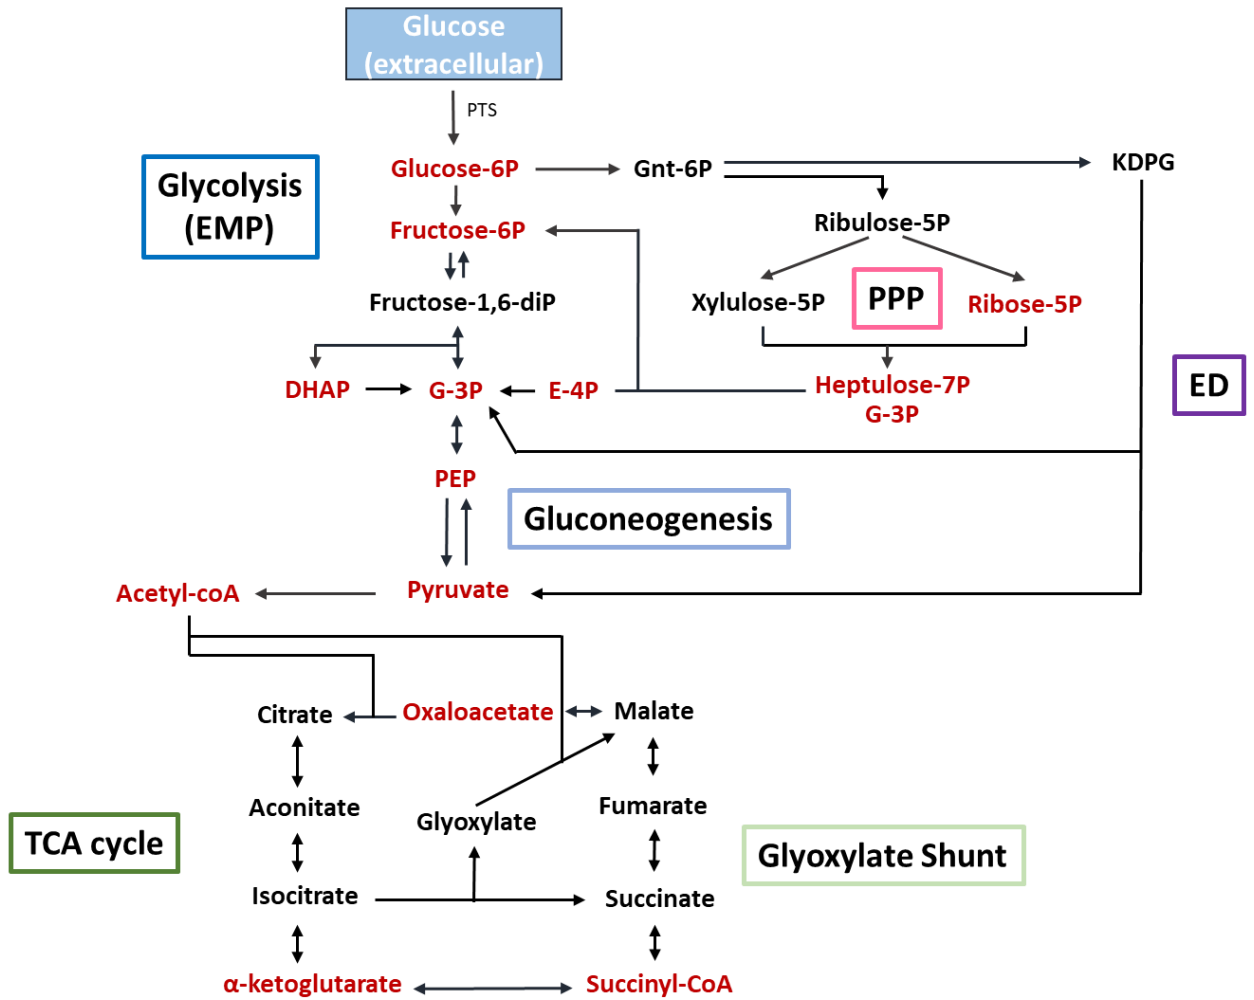 Glucose
(extracellular)
PTS
Glucose-6P
Gnt-6P
KDPG
Glycolysis
(EMP)
Fructose-6P
Ribulose-5P
Fructose-1,6-diP
Xylulose-5P
PPP
Ribose-5P
DHAP
G-3P
E-4P
Heptulose-7P
G-3P
ED
PEP
Gluconeogenesis
Acetyl-coA
Pyruvate
Citrate
Oxaloacetate
Malate
Aconitate
Glyoxylate
Fumarate
TCA cycle
Glyoxylate Shunt
Isocitrate
Succinate
α-ketoglutarate
Succinyl-CoA